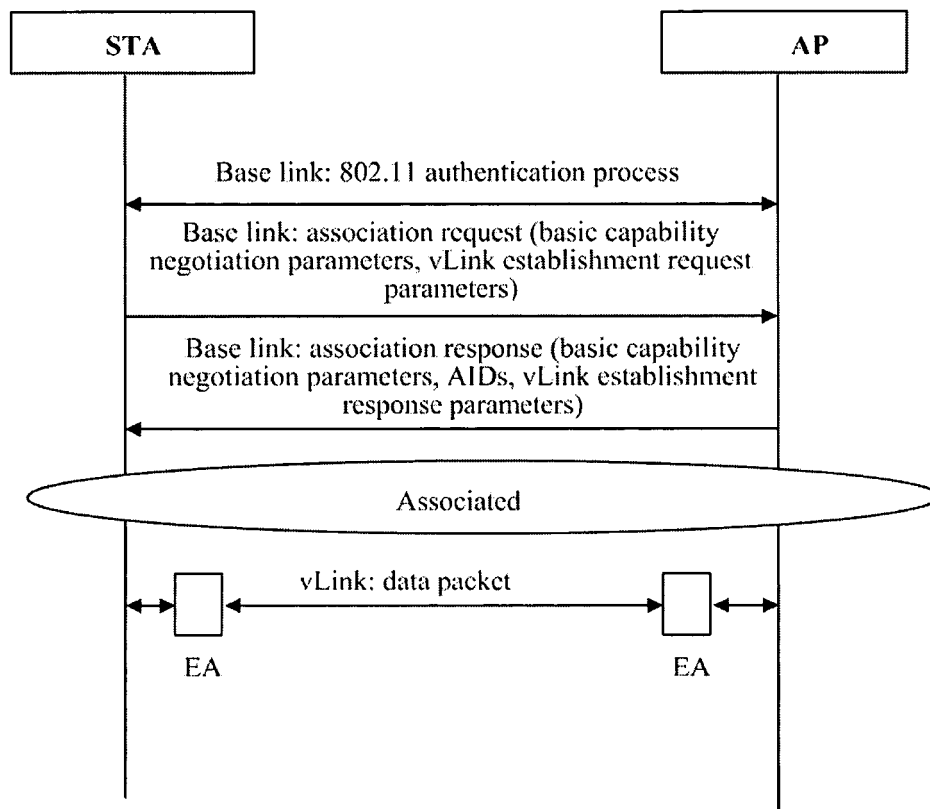 STA
AP
Base link: 802.11 authentication process
Base link: association request (basic capability
negotiation parameters, vLink establishment request
parameters)
Base link: association response (basic capability
negotiation parameters, AIDs, vLink establishment
response parameters)
Associated
vLink: data packet
EA
EA